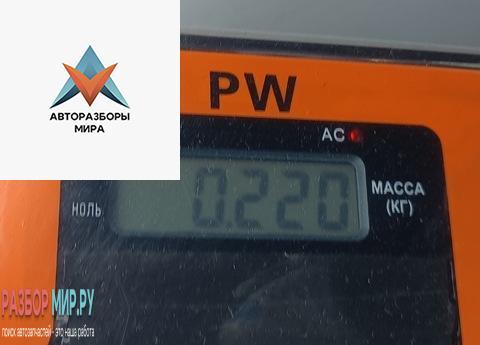 АВТОРАЗБОРЫ
МИРА
PW
AC
0.220
НОЛЬ
МАССА
(КГ)
РАЗБОР МИР.РУ
поиск автозапчастей - это наша работа